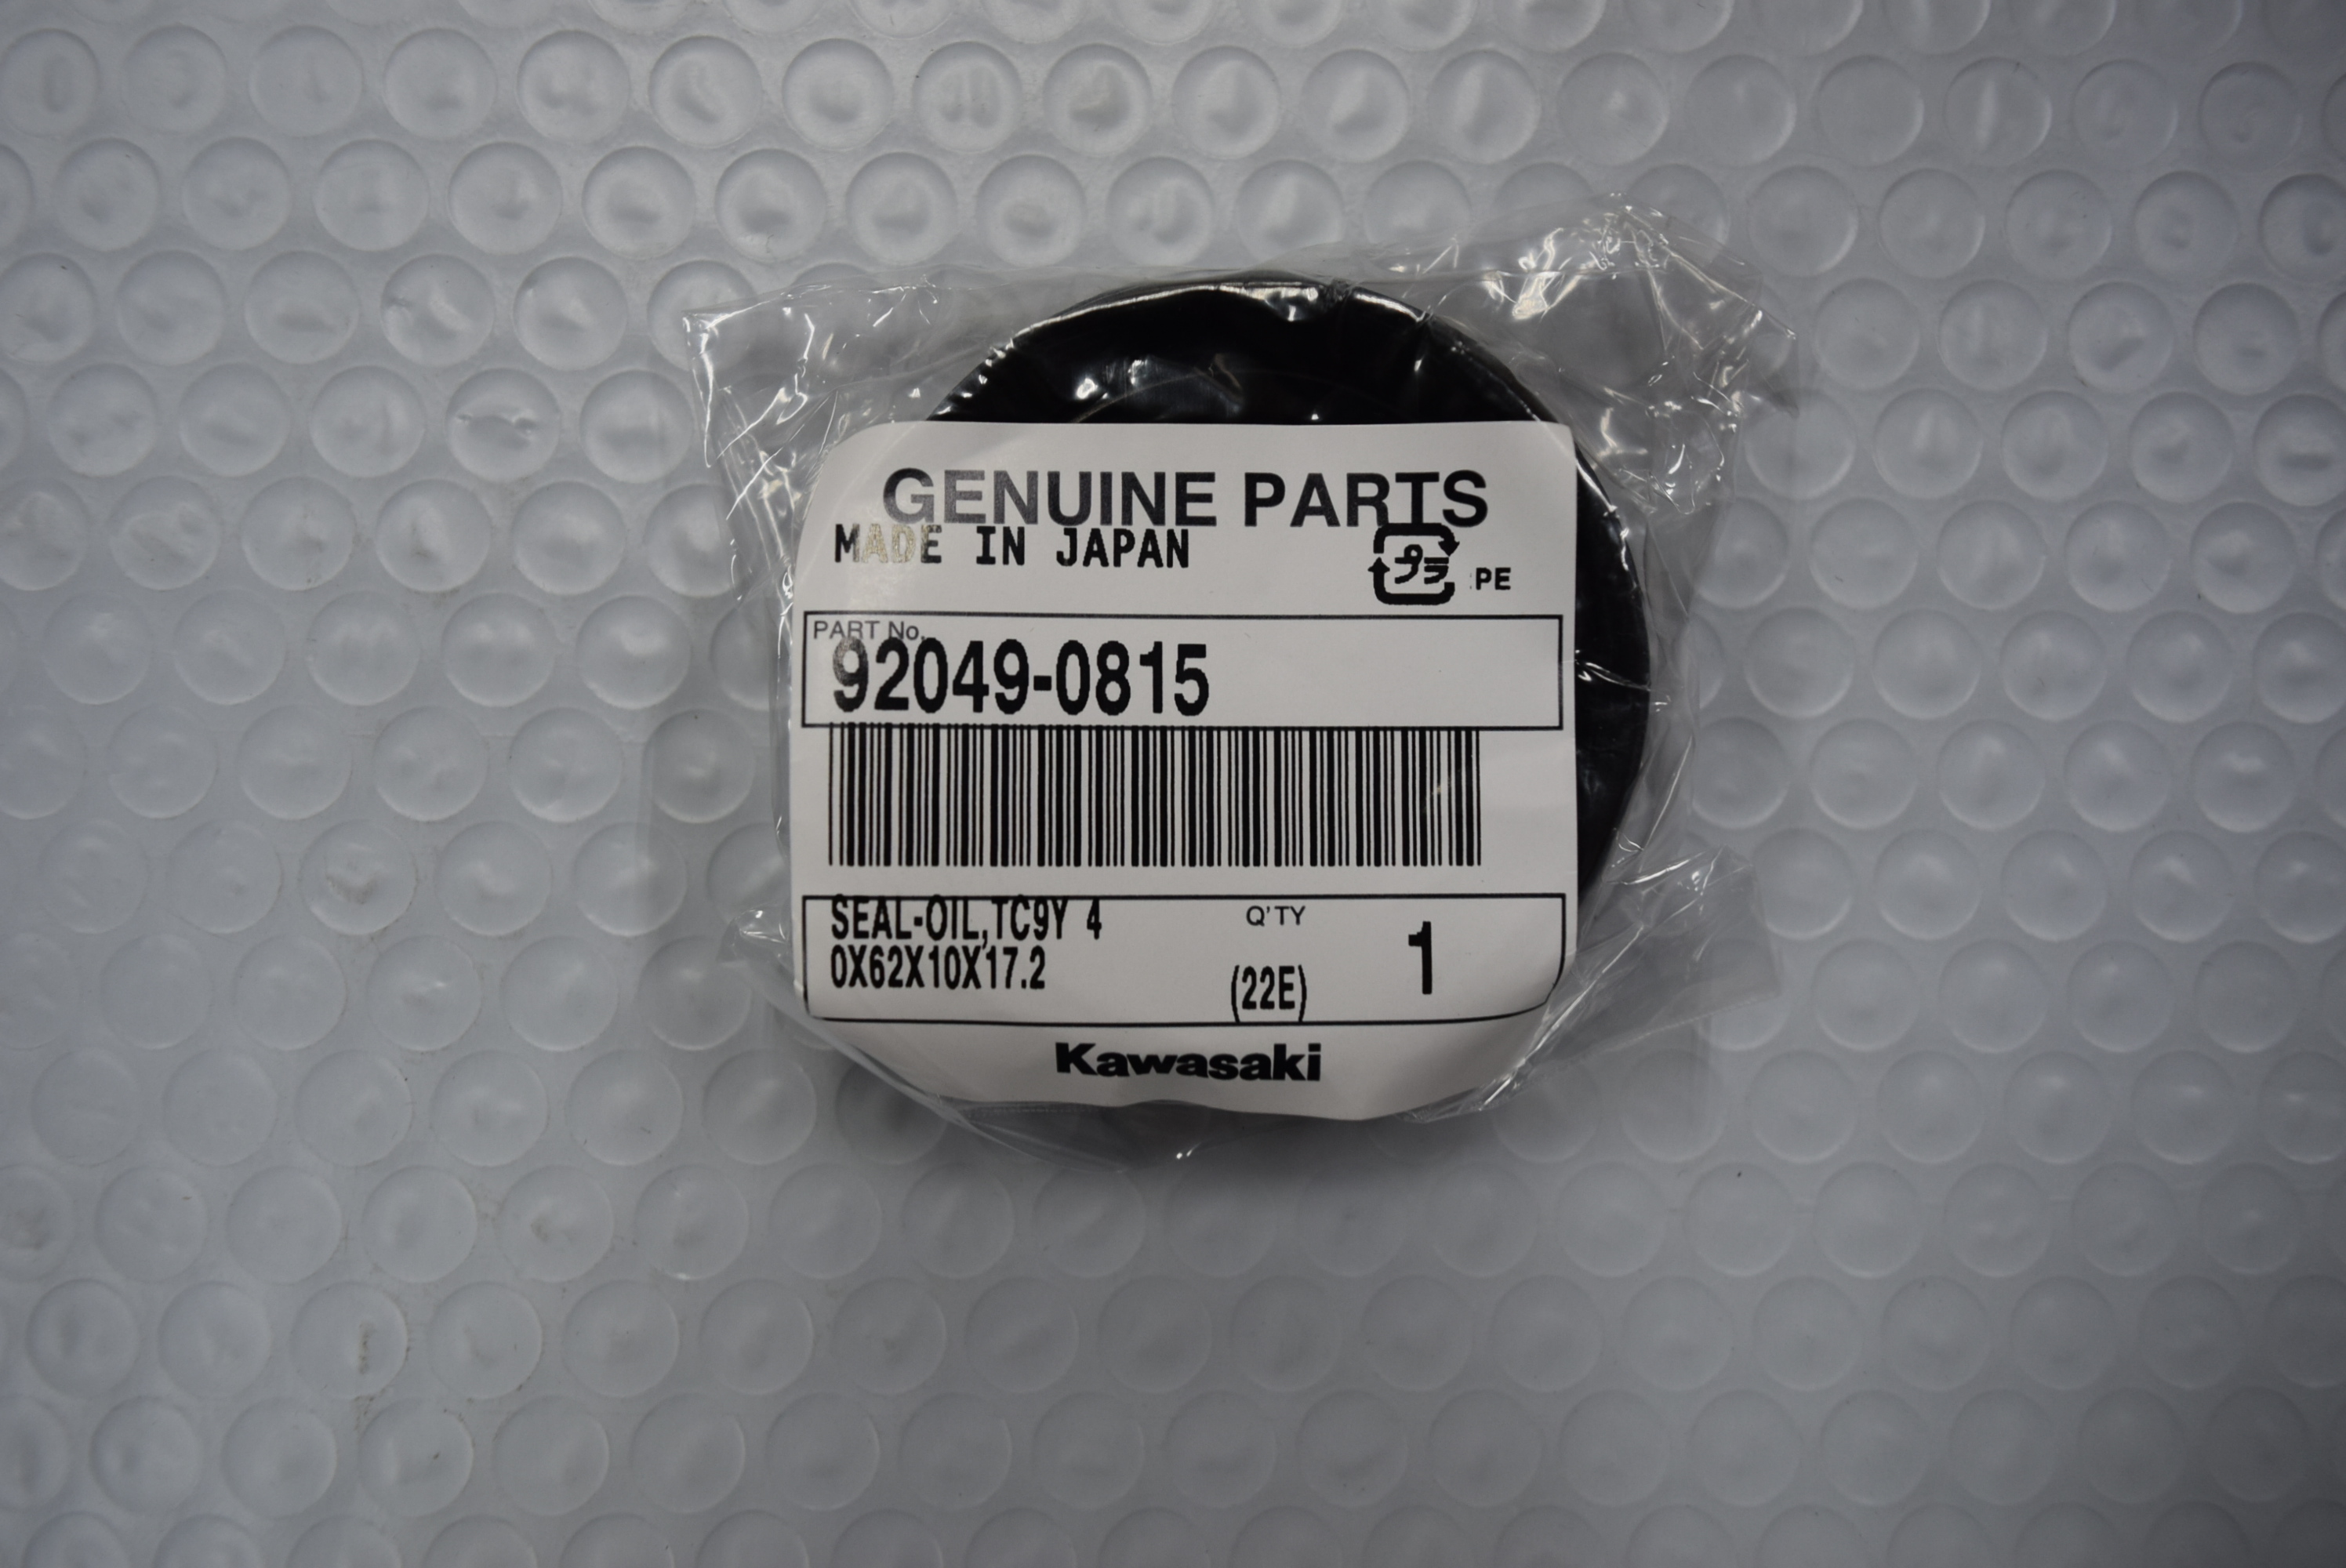 GENUINE PARTS
MADE IN JAPAN
プラ PE
PART No.
92049-0815
SEAL-OIL,TC9Y 4
0X62X10X17.2
Q'TY
(22E)
1
Kawasaki